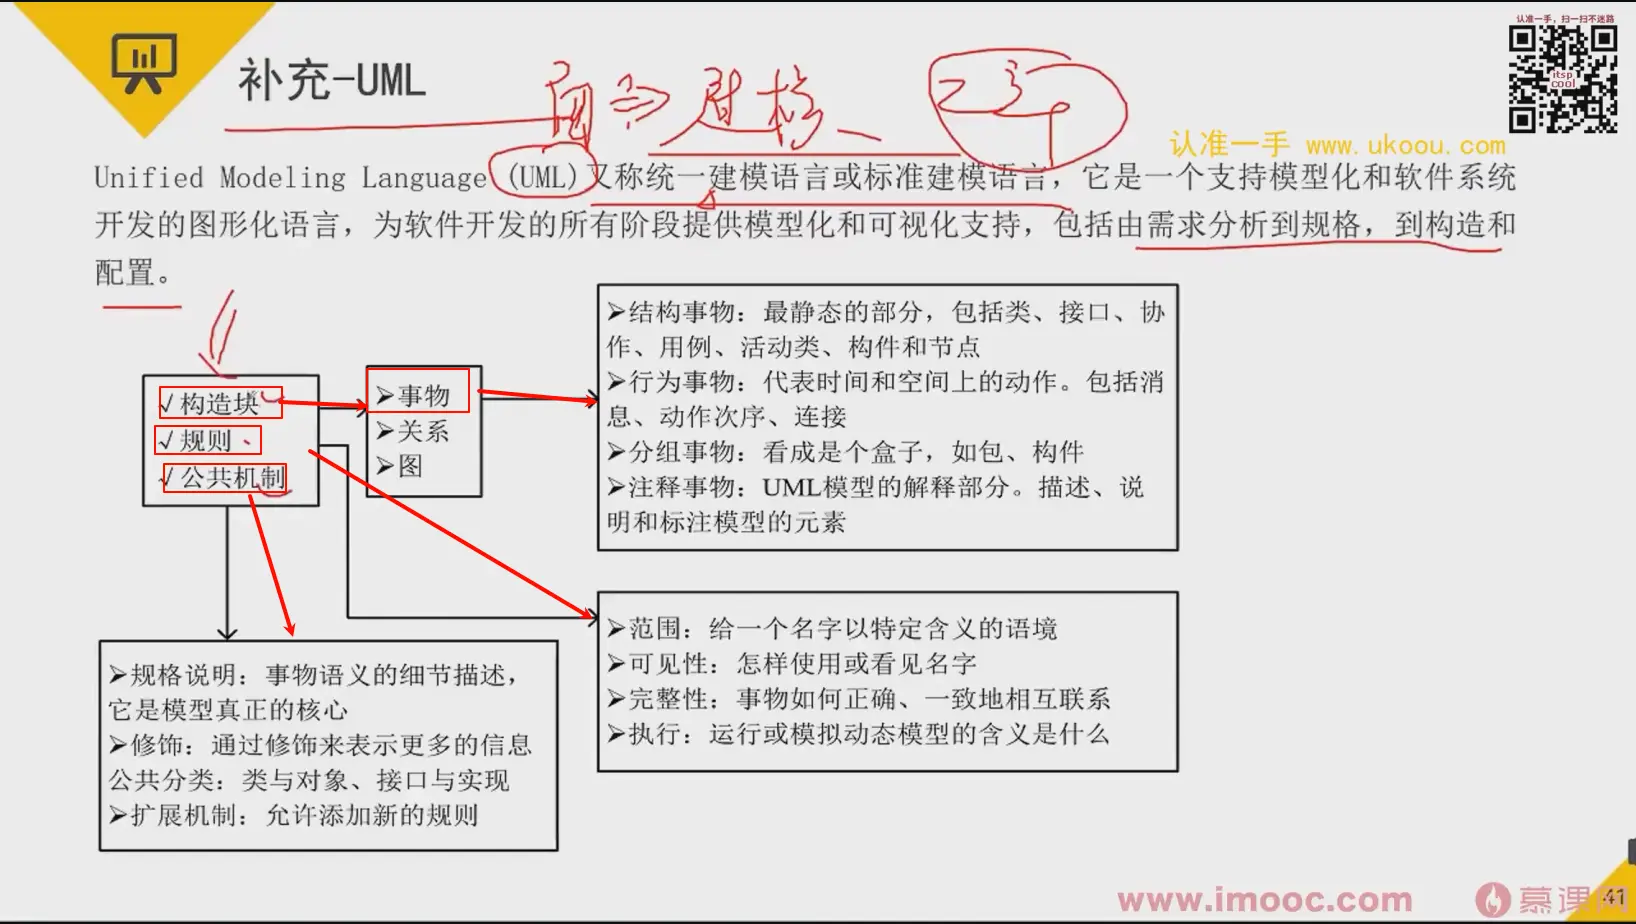 认准一手，扫一扫不迷路
itsp
cool
补充-UML
认准一手 www.ukoou.com
Unified Modeling Language (UML)又称统一建模语言或标准建模语言，它是一个支持模型化和软件系统
开发的图形化语言，为软件开发的所有阶段提供模型化和可视化支持，包括由需求分析到规格，到构造和
配置。
√构造块
√规则
√公共机制
➢事物
➢关系
➢图
➢结构事物：最静态的部分，包括类、接口、协
作、用例、活动类、构件和节点
➢行为事物：代表时间和空间上的动作。包括消
息、动作次序、连接
➢分组事物：看成是个盒子，如包、构件
➢注释事物：UML模型的解释部分。描述、说
明和标注模型的元素
➢规格说明：事物语义的细节描述，
它是模型真正的核心
➢修饰：通过修饰来表示更多的信息
公共分类：类与对象、接口与实现
➢扩展机制：允许添加新的规则
➢范围：给一个名字以特定含义的语境
➢可见性：怎样使用或看见名字
➢完整性：事物如何正确、一致地相互联系
➢执行：运行或模拟动态模型的含义是什么
www.imooc.com
慕课网
41